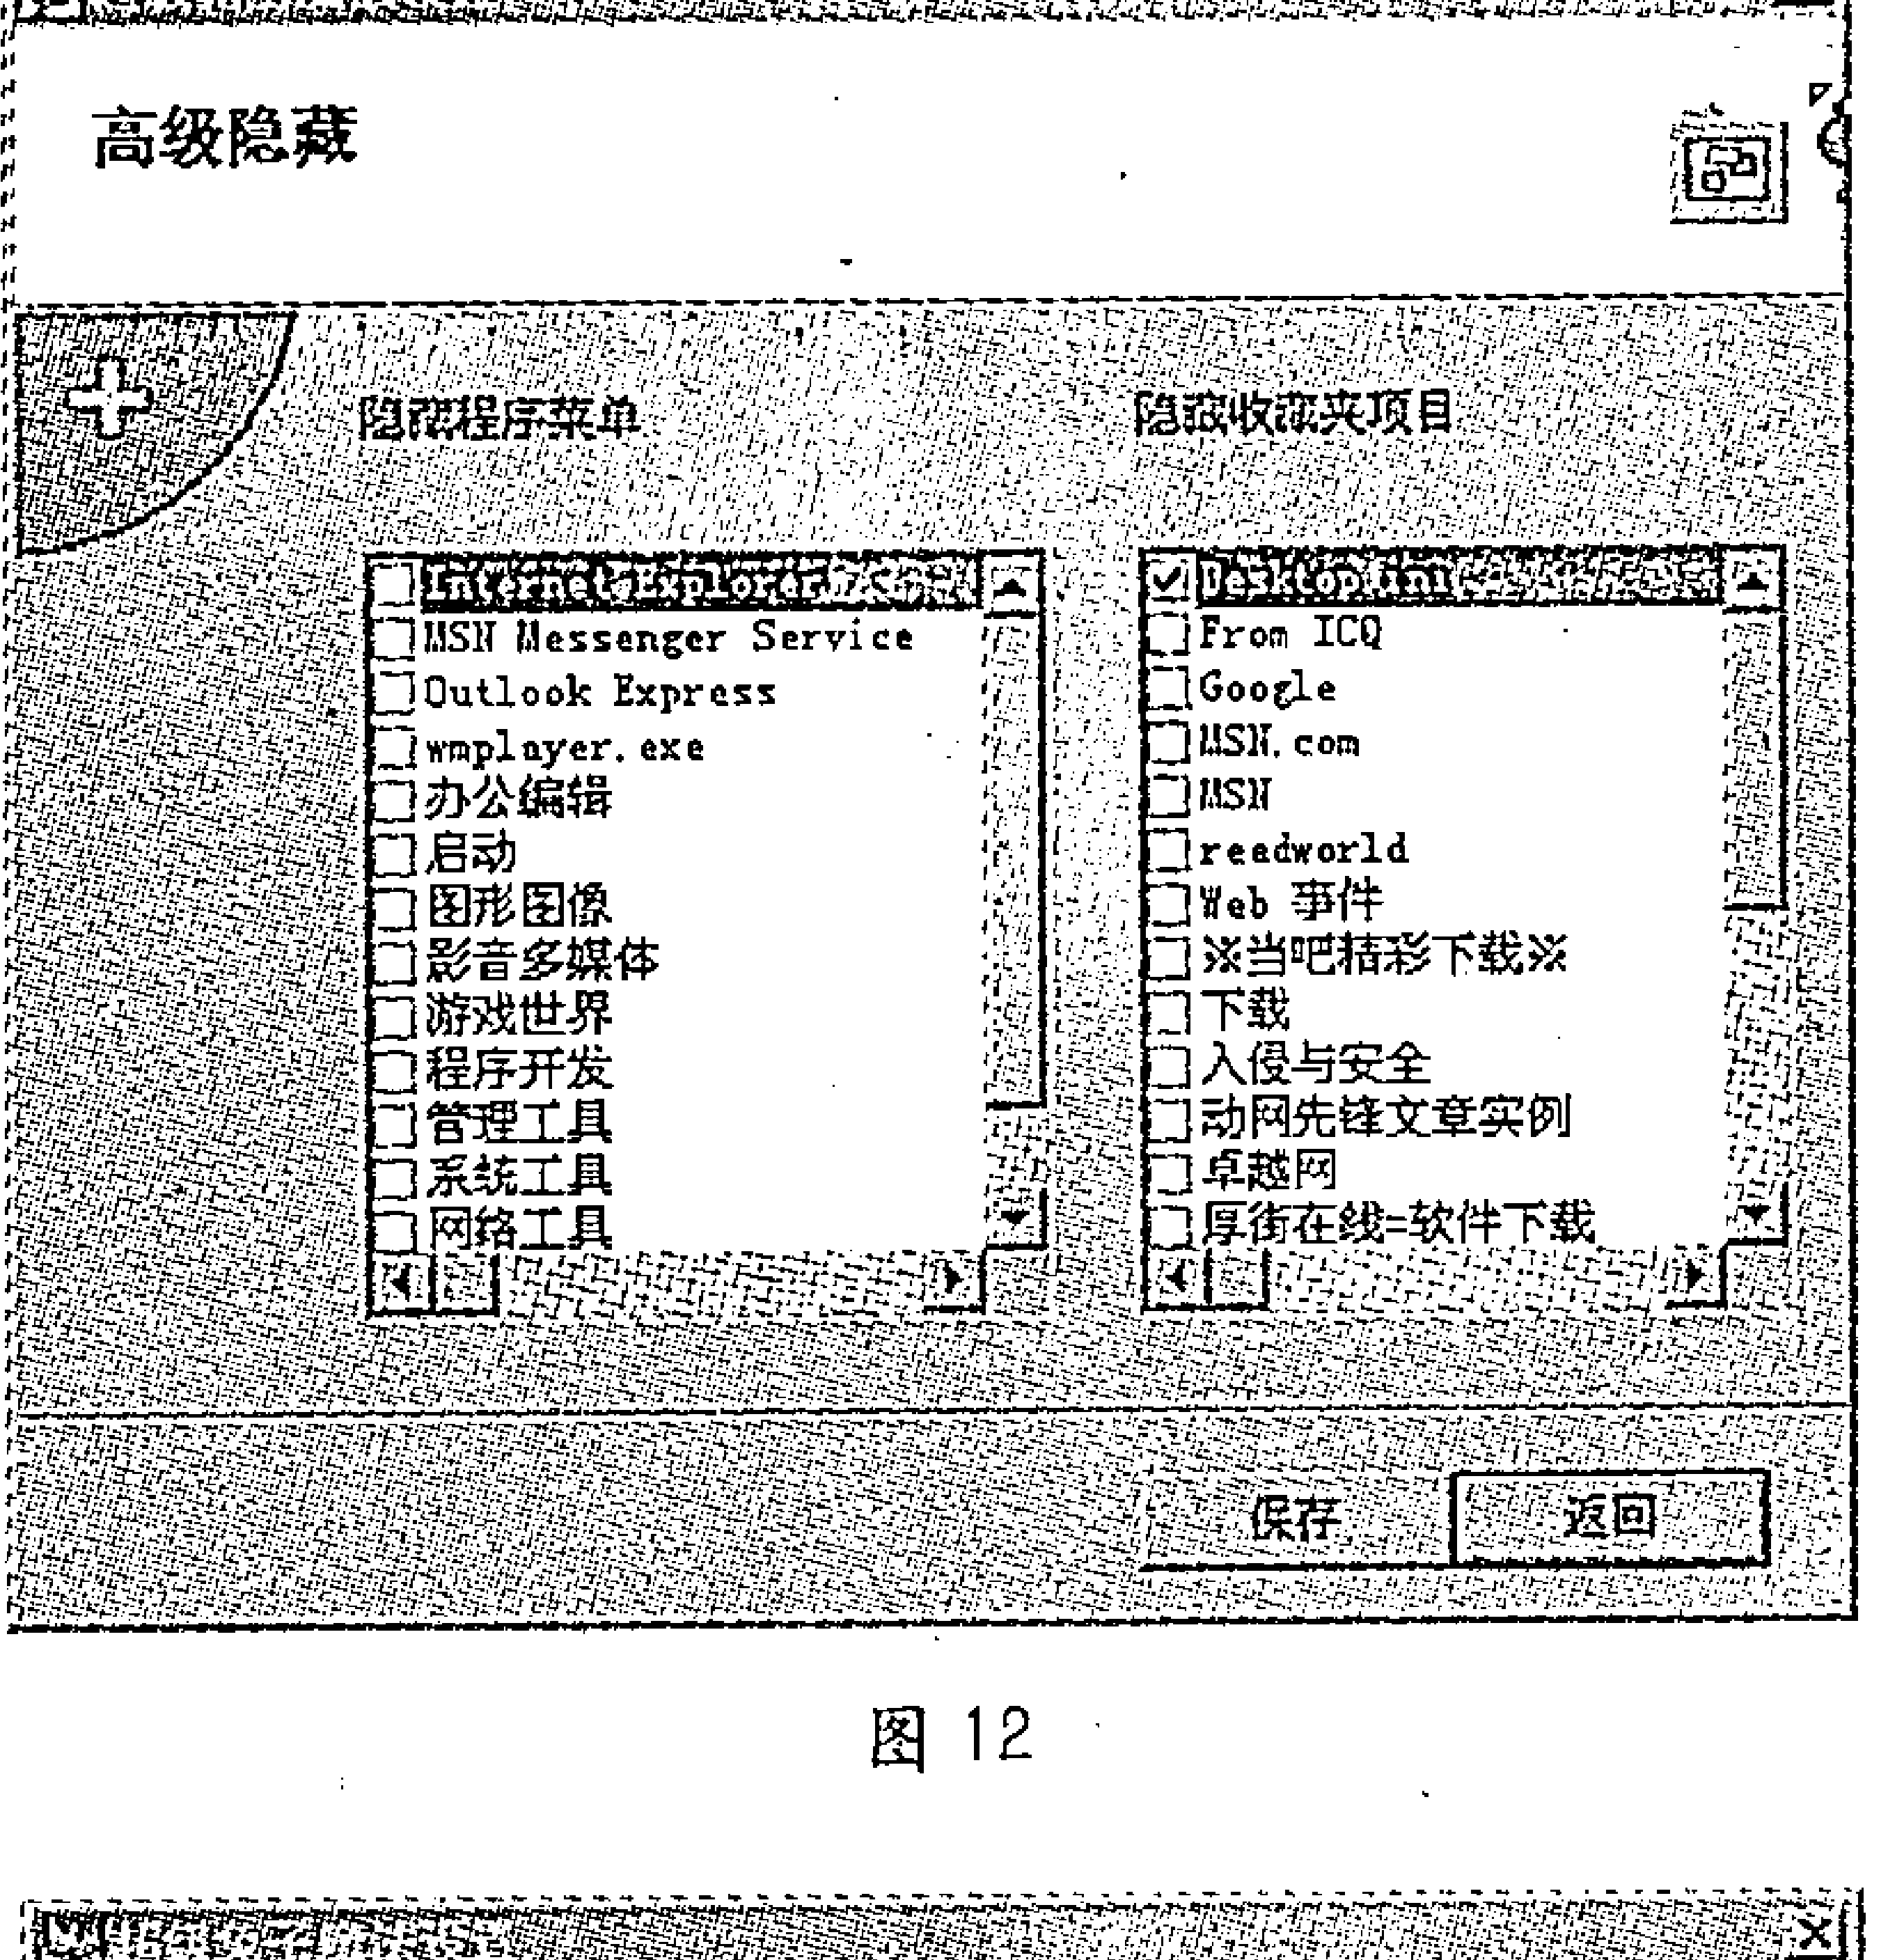 高级隐藏
隐藏程序菜单
隐藏收藏夹项目
Internet Explorer
MSN Messenger Service
Outlook Express
wmplayer.exe
办公编辑
启动
图形图像
影音多媒体
游戏世界
程序开发
管理工具
系统工具
网络工具
Desktop.ini
From ICQ
Google
MSN.com
MSN
readworld
Web 事件
※当吧精彩下载※
下载
入侵与安全
动网先锋文章实例
卓越网
厚街在线=软件下载
保存
返回
图 12